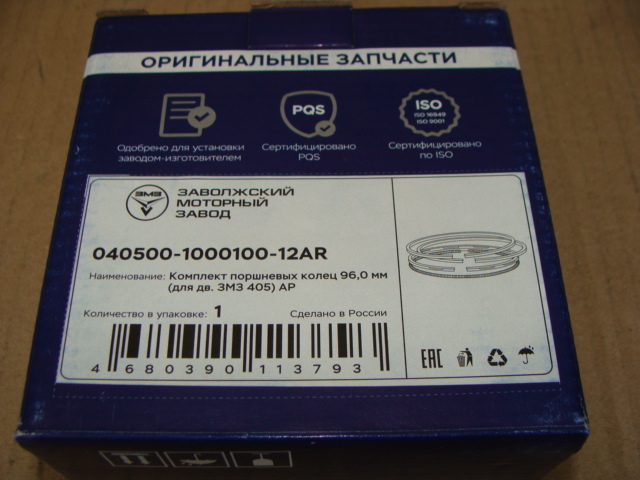 ОРИГИНАЛЬНЫЕ ЗАПЧАСТИ
PQS
ISO
ISO 16949
ISO 9001
Одобрено для установки
заводом-изготовителем
Сертифицировано
PQS
Сертифицировано
по ISO
ЗМЗ
ЗАВОЛЖСКИЙ
МОТОРНЫЙ
ЗАВОД
040500-1000100-12AR
Наименование: Комплект поршневых колец 96,0 мм
(для дв. ЗМЗ 405) АР
Количество в упаковке: 1
Сделано в России
4 680390 113793
EAC